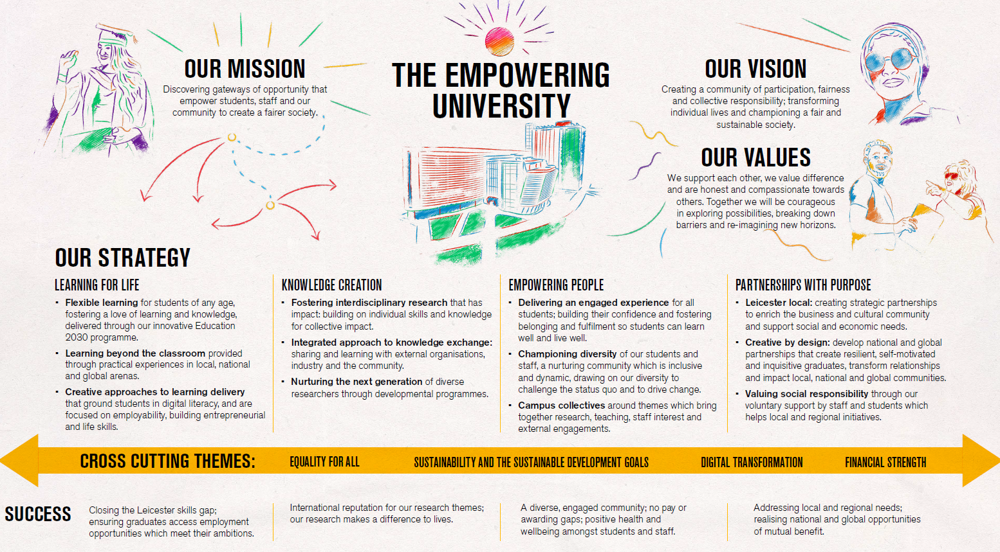 OUR MISSION
Discovering gateways of opportunity that
empower students, staff and our
community to create a fairer society.
THE EMPOWERING
UNIVERSITY
OUR VISION
Creating a community of participation, fairness
and collective responsibility; transforming
individual lives and championing a fair and
sustainable society.
OUR VALUES
We support each other, we value difference
and are honest and compassionate towards
others. Together we will be courageous
in exploring possibilities, breaking down
barriers and re-imagining new horizons.
OUR STRATEGY
LEARNING FOR LIFE
▪ Flexible learning for students of any age,
fostering a love of learning and knowledge,
delivered through our innovative Education
2030 programme.
▪ Learning beyond the classroom provided
through practical experiences in local, national
and global arenas.
▪ Creative approaches to learning delivery
that ground students in digital literacy, and are
focused on employability, building entrepreneurial
and life skills.
KNOWLEDGE CREATION
▪ Fostering interdisciplinary research that has
impact: building on individual skills and knowledge
for collective impact.
▪ Integrated approach to knowledge exchange:
sharing and learning with external organisations,
industry and the community.
▪ Nurturing the next generation of diverse
researchers through developmental programmes.
EMPOWERING PEOPLE
▪ Delivering an engaged experience for all
students; building their confidence and fostering
belonging and fulfilment so students can learn
well and live well.
▪ Championing diversity of our students and
staff, a nurturing community which is inclusive
and dynamic, drawing on our diversity to
challenge the status quo and to drive change.
▪ Campus collectives around themes which bring
together research, teaching, staff interest and
external engagements.
PARTNERSHIPS WITH PURPOSE
▪ Leicester local: creating strategic partnerships
to enrich the business and cultural community
and support social and economic needs.
▪ Creative by design: develop national and global
partnerships that create resilient, self-motivated
and inquisitive graduates, transform relationships
and impact local, national and global communities.
▪ Valuing social responsibility through our
voluntary support by staff and students which
helps local and regional initiatives.
CROSS CUTTING THEMES: EQUALITY FOR ALL SUSTAINABILITY AND THE SUSTAINABLE DEVELOPMENT GOALS DIGITAL TRANSFORMATION FINANCIAL STRENGTH
SUCCESS
Closing the Leicester skills gap;
ensuring graduates access employment
opportunities which meet their ambitions.
International reputation for our research themes;
our research makes a difference to lives.
A diverse, engaged community; no pay or
awarding gaps; positive health and
wellbeing amongst students and staff.
Addressing local and regional needs;
realising national and global opportunities
of mutual benefit.